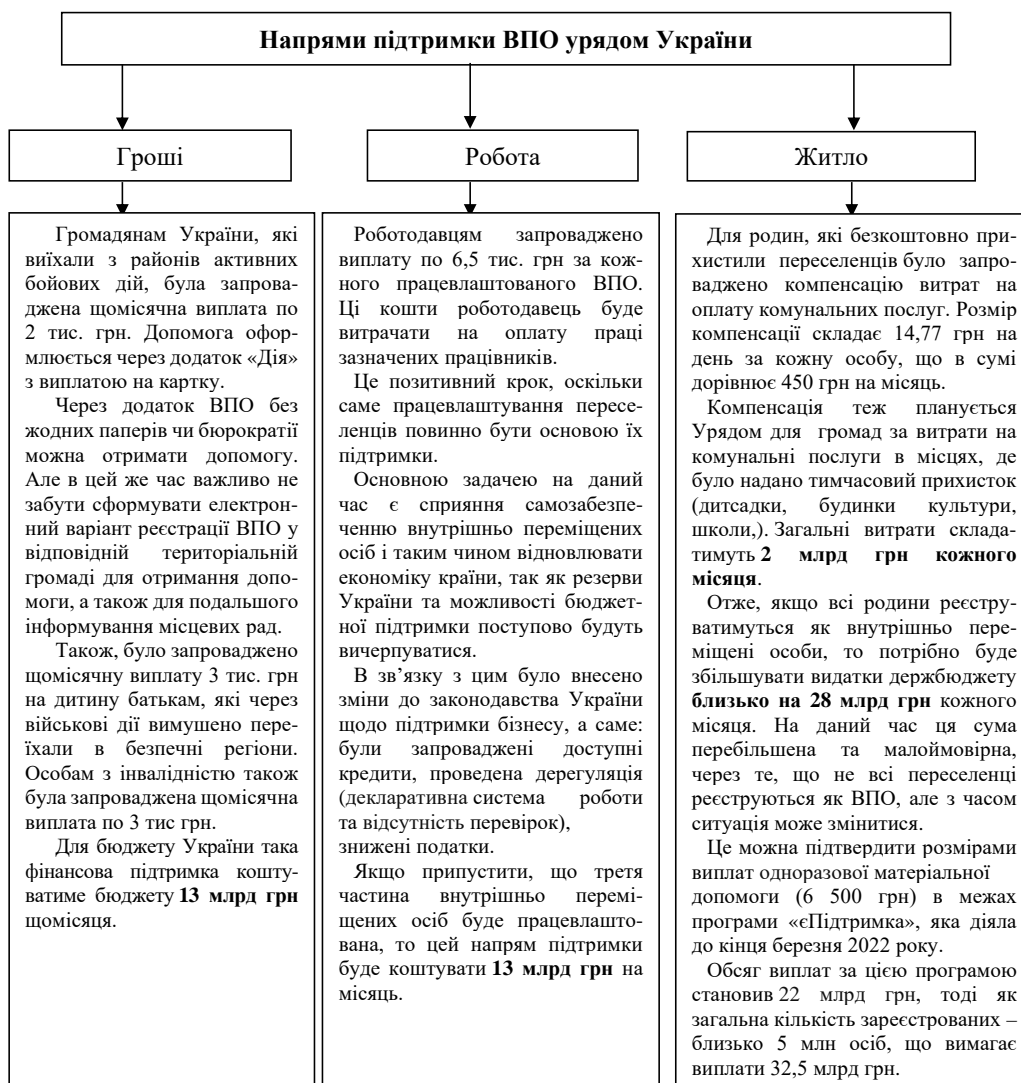 Напрями підтримки ВПО урядом України
Гроші
Громадянам України, які
виїхали з районів активних
бойових дій, була запрова-
джена щомісячна виплата по
2 тис. грн. Допомога офор-
млюється через додаток «Дія»
з виплатою на картку.
Через додаток ВПО без
жодних паперів чи бюрократії
можна отримати допомогу.
Але в цей же час важливо не
забути сформувати електрон-
ний варіант реєстрації ВПО у
відповідній територіальній
громаді для отримання допо-
моги, а також для подальшого
інформування місцевих рад.
Також, було запроваджено
щомісячну виплату 3 тис. грн
на дитину батькам, які через
військові дії вимушено пере-
їхали в безпечні регіони.
Особам з інвалідністю також
була запроваджена щомісячна
виплата по 3 тис грн.
Для бюджету України така
фінансова підтримка кошту-
ватиме бюджету 13 млрд грн
щомісяця.
Робота
Роботодавцям запроваджено
виплату по 6,5 тис. грн за кож-
ного працевлаштованого ВПО.
Ці кошти роботодавець буде
витрачати на оплату праці
зазначених працівників.
Це позитивний крок, оскільки
саме працевлаштування пересе-
ленців повинно бути основою їх
підтримки.
Основною задачею на даний
час є сприяння самозабезпе-
ченню внутрішньо переміщених
осіб і таким чином відновлювати
економіку країни, так як резерви
України та можливості бюджет-
ної підтримки поступово будуть
вичерпуватися.
В зв’язку з цим було внесено
зміни до законодавства України
щодо підтримки бізнесу, а саме:
були запроваджені доступні
кредити, проведена дерегуляція
(декларативна система роботи
та відсутність перевірок),
знижені податки.
Якщо припустити, що третя
частина внутрішньо перемі-
щених осіб буде працевлашто-
вана, то цей напрям підтримки
буде коштувати 13 млрд грн на
місяць.
Житло
Для родин, які безкоштовно при-
хистили переселенців було запро-
ваджено компенсацію витрат на
оплату комунальних послуг. Розмір
компенсації складає 14,77 грн на
день за кожну особу, що в сумі
дорівнює 450 грн на місяць.
Компенсація теж планується
Урядом для громад за витрати на
комунальні послуги в місцях, де
було надано тимчасовий прихисток
(дитсадки, будинки культури,
школи,). Загальні витрати склада-
тимуть 2 млрд грн кожного
місяця.
Отже, якщо всі родини реєстру-
ватимуться як внутрішньо пере-
міщені особи, то потрібно буде
збільшувати видатки держбюджету
близько на 28 млрд грн кожного
місяця. На даний час ця сума
перебільшена та малоймовірна,
через те, що не всі переселенці
реєструються як ВПО, але з часом
ситуація може змінитися.
Це можна підтвердити розмірами
виплат одноразової матеріальної
допомоги (6 500 грн) в межах
програми «єПідтримка», яка діяла
до кінця березня 2022 року.
Обсяг виплат за цією програмою
становив 22 млрд грн, тоді як
загальна кількість зареєстрованих –
близько 5 млн осіб, що вимагає
виплати 32,5 млрд грн.